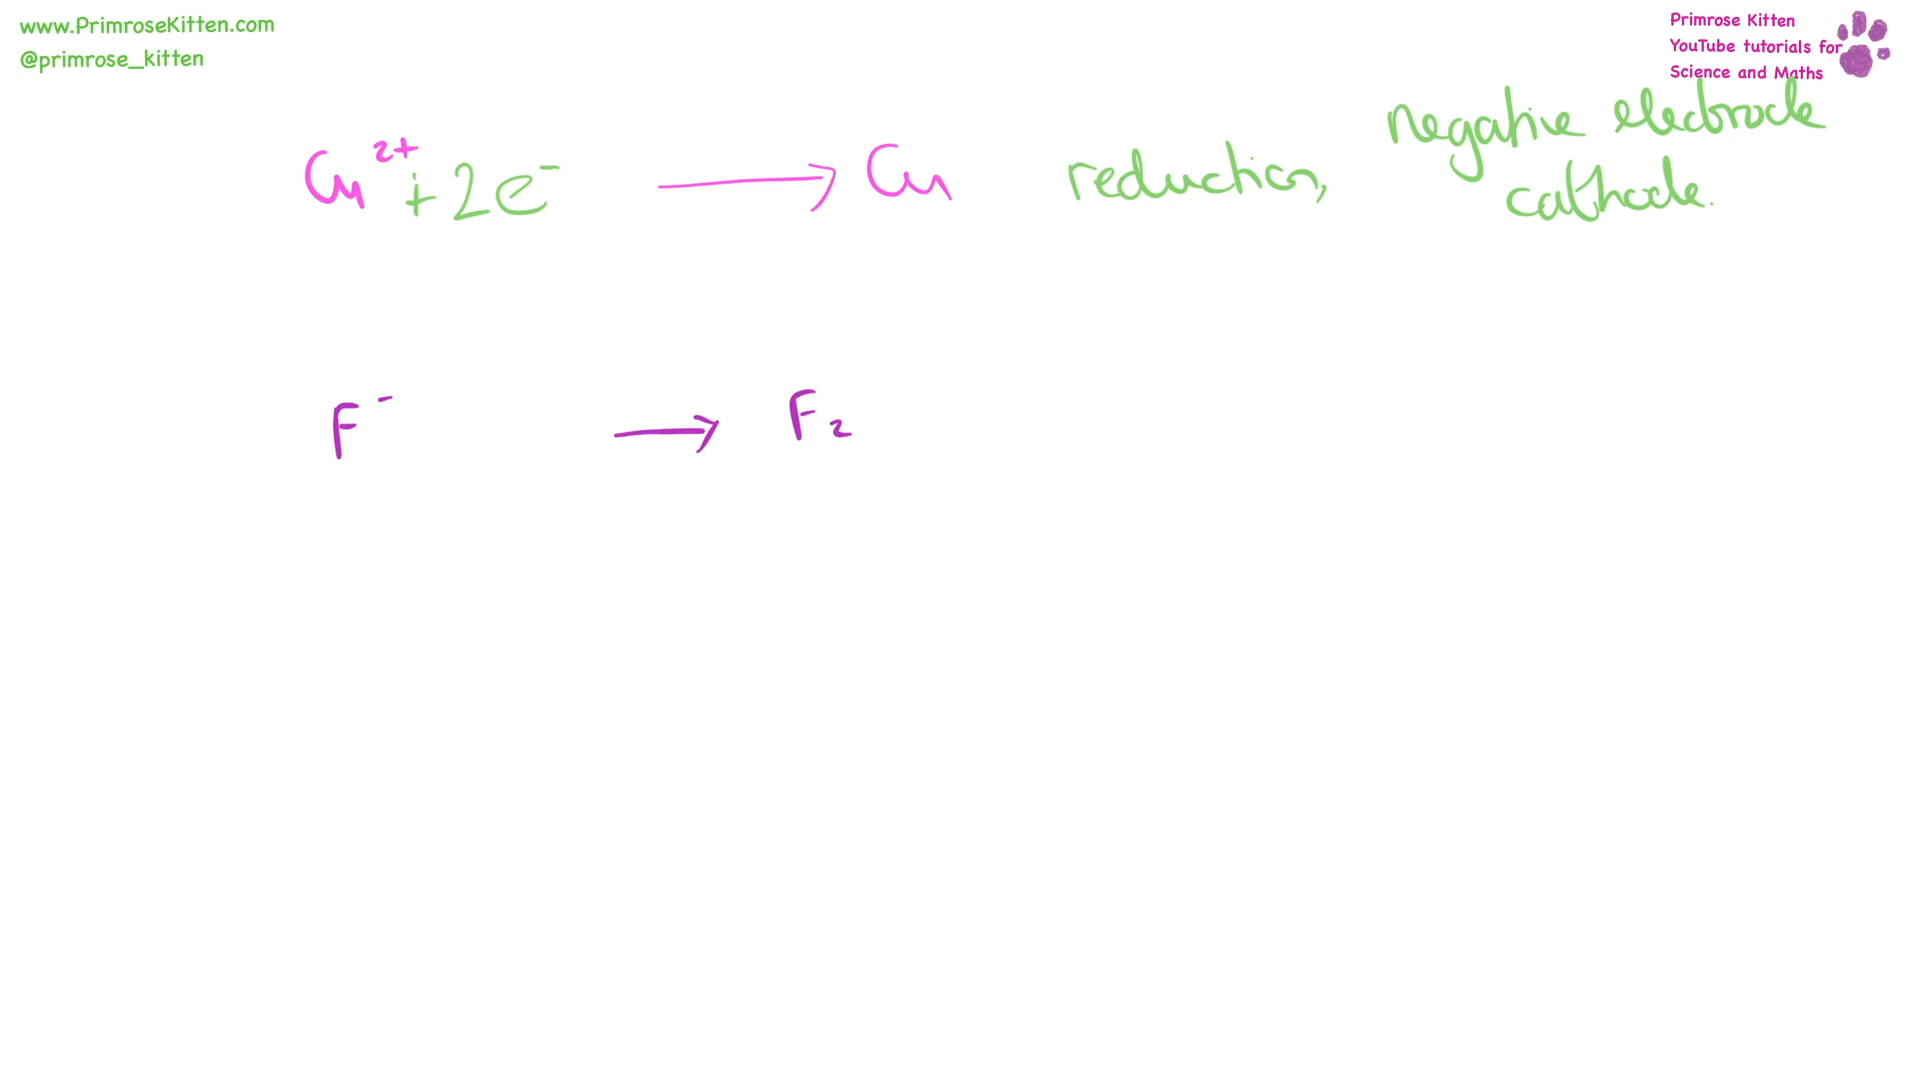 www.PrimroseKitten.com
@primrose_kitten
Primrose Kitten
YouTube tutorials for
Science and Maths
Cu²⁺ + 2e⁻ → Cu reduction, negative electrode
cathode.
F⁻ → F₂